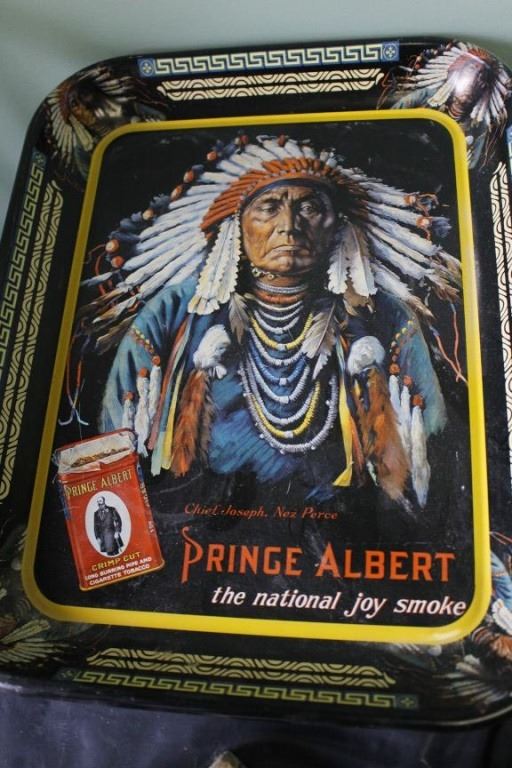 Chief Joseph, Nez Perce
PRINCE ALBERT
the national joy smoke
PRINCE ALBERT
CRIMP CUT
LONG BURNING PIPE AND
CIGARETTE TOBACCO